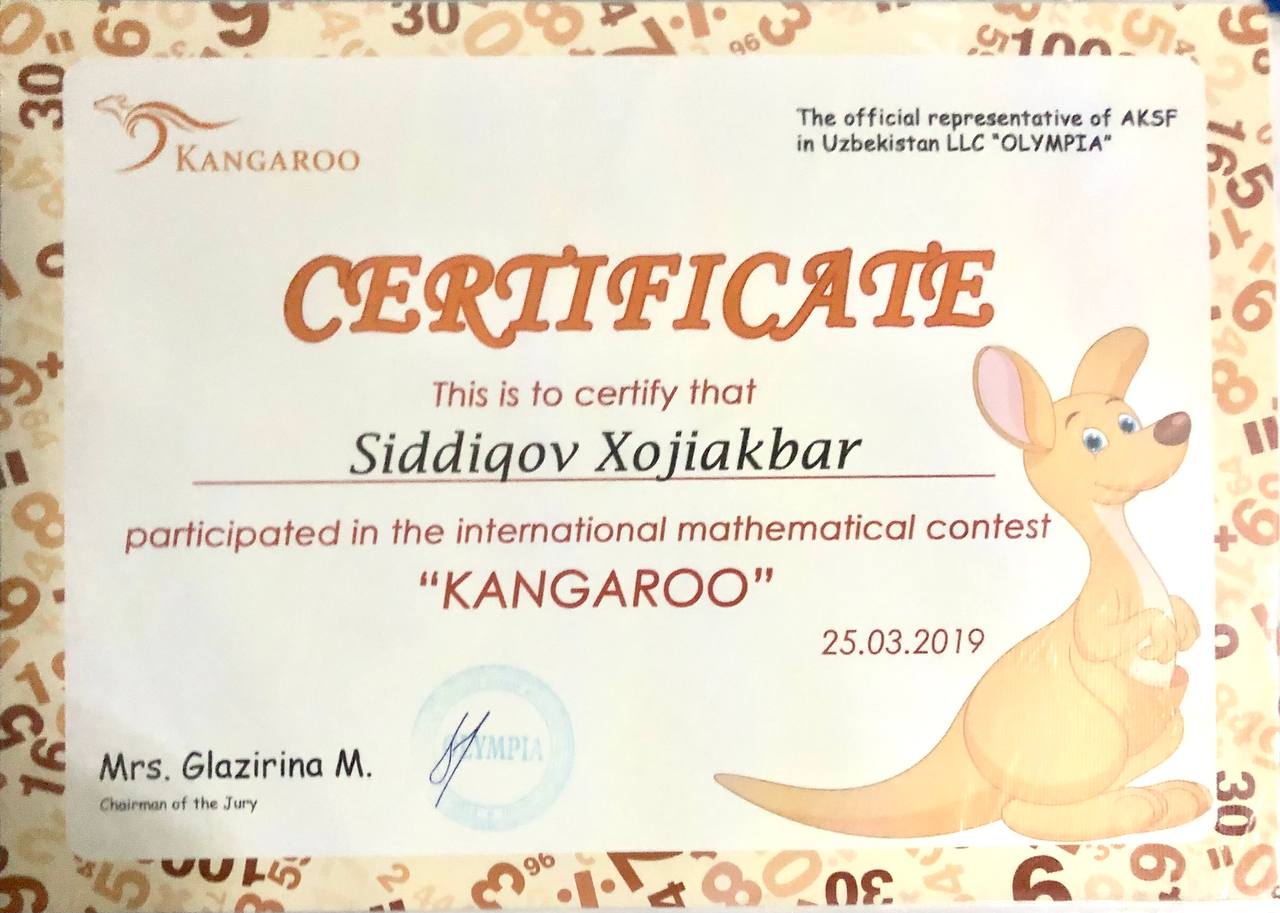 KANGAROO
The official representative of AKSF
in Uzbekistan LLC "OLYMPIA"
CERTIFICATE
This is to certify that
Siddiqov Xojiakbar
participated in the international mathematical contest
“KANGAROO”
25.03.2019
OLYMPIA
Mrs. Glazirina M.
Chairman of the Jury